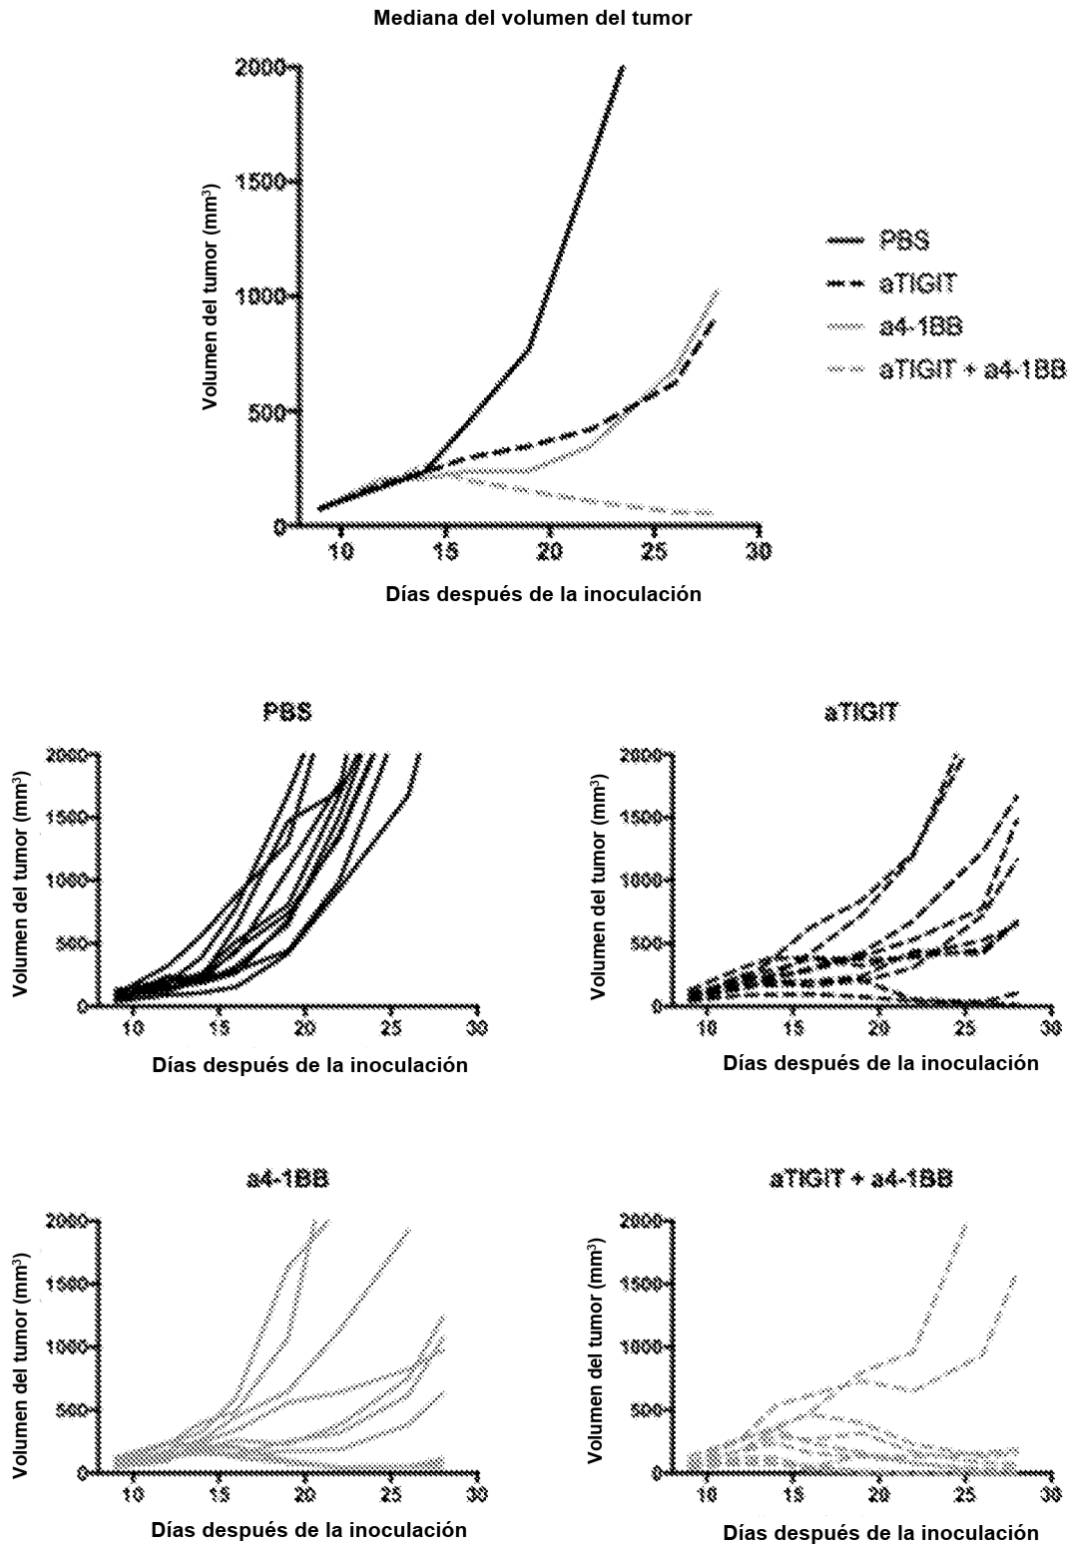 Mediana del volumen del tumor
2000
1500
1000
500
0
10 15 20 25 30
Volumen del tumor (mm³)
Días después de la inoculación
PBS
aTIGIT
a4-1BB
aTIGIT + a4-1BB
PBS
2000
1500
1000
500
0
10 15 20 25 30
Volumen del tumor (mm³)
Días después de la inoculación
aTIGIT
2000
1500
1000
500
0
10 15 20 25 30
Volumen del tumor (mm³)
Días después de la inoculación
a4-1BB
2000
1500
1000
500
0
10 15 20 25 30
Volumen del tumor (mm³)
Días después de la inoculación
aTIGIT + a4-1BB
2000
1500
1000
500
0
10 15 20 25 30
Volumen del tumor (mm³)
Días después de la inoculación